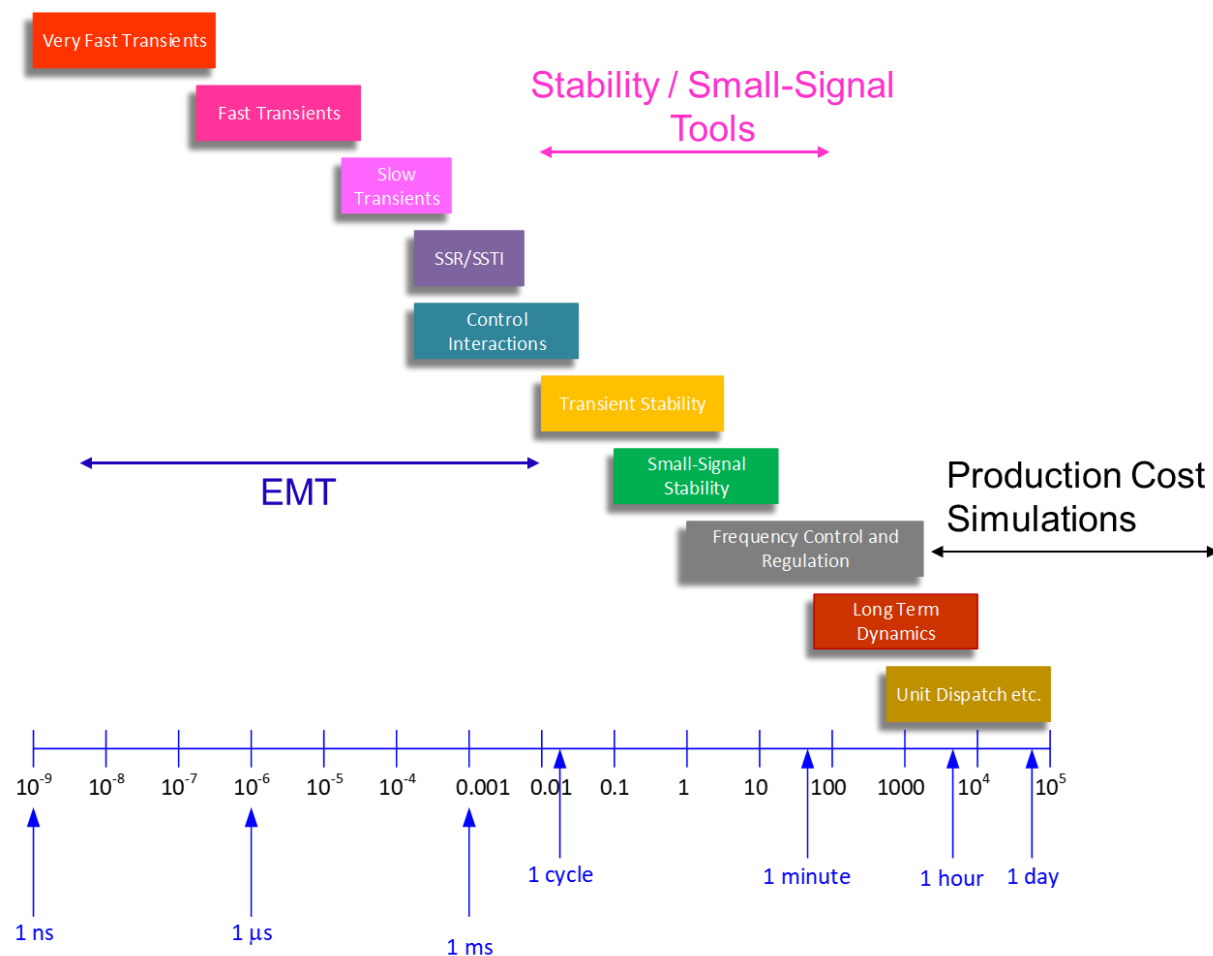 Very Fast Transients
Fast Transients
Stability / Small-Signal
Tools
Slow
Transients
SSR/SSTI
Control
Interactions
Transient Stability
EMT
Small-Signal
Stability
Production Cost
Simulations
Frequency Control and
Regulation
Long Term
Dynamics
Unit Dispatch etc.
10⁻⁹ 10⁻⁸ 10⁻⁷ 10⁻⁶ 10⁻⁵ 10⁻⁴ 0.001 0.01 0.1 1 10 100 1000 10⁴ 10⁵
1 cycle 1 minute 1 hour 1 day
1 ns 1 μs 1 ms